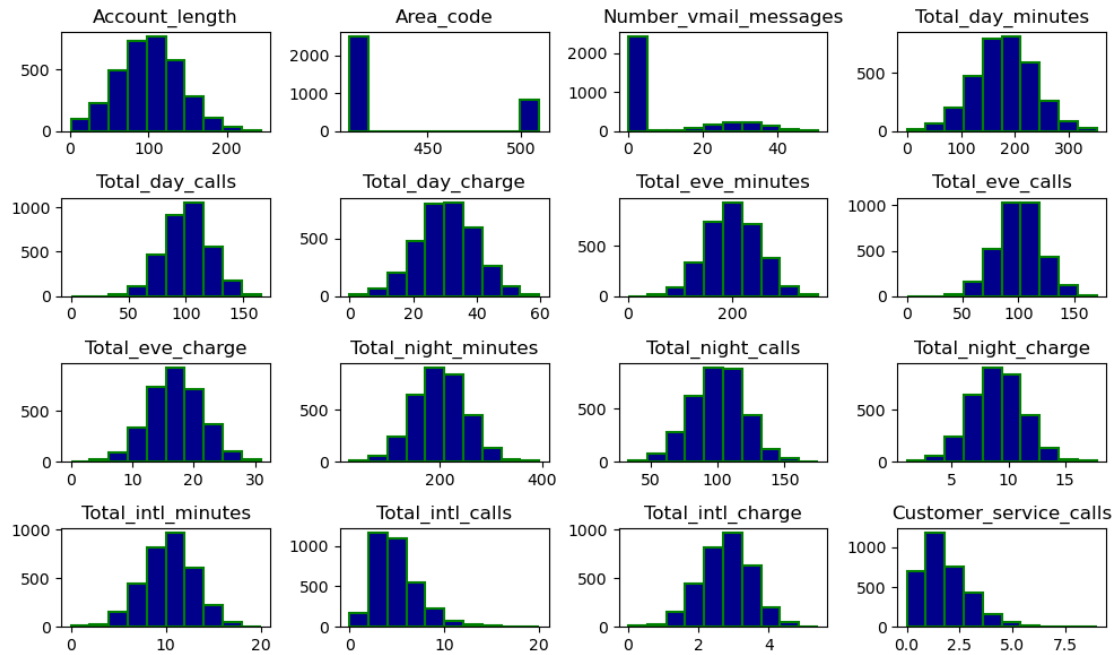 Account_length Area_code Number_vmail_messages Total_day_minutes
500 2000 2000 500
1000 1000
0 0 0 0
0 100 200 450 500 0 20 40 0 100 200 300
Total_day_calls Total_day_charge Total_eve_minutes Total_eve_calls
1000 1000
500 500 500 500
0 0 0 0
0 50 100 150 0 20 40 60 0 200 0 50 100 150
Total_eve_charge Total_night_minutes Total_night_calls Total_night_charge
500 500 500 500
0 0 0 0
0 10 20 30 200 400 50 100 150 5 10 15
Total_intl_minutes Total_intl_calls Total_intl_charge Customer_service_calls
1000 1000 1000 1000
500 500 500 500
0 0 0 0
0 10 20 0 10 20 0 2 4 0.0 2.5 5.0 7.5